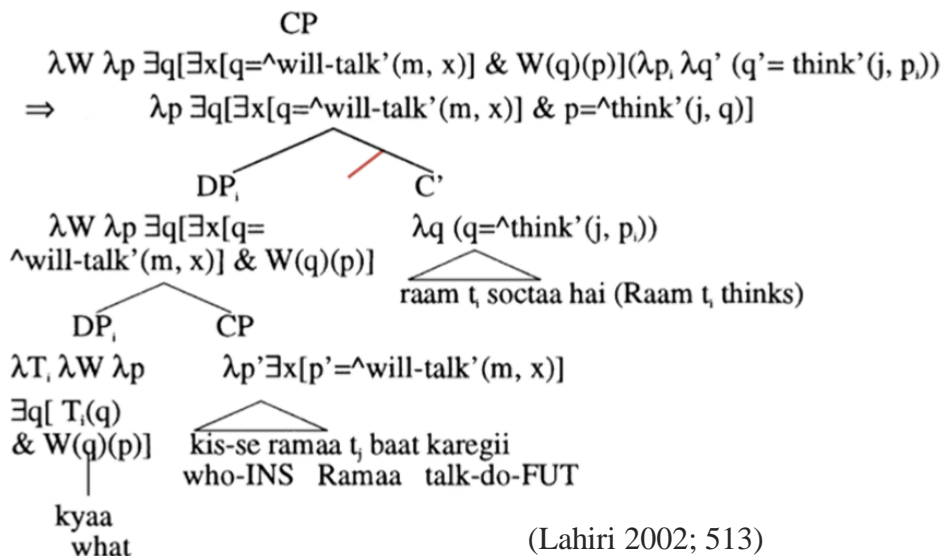 CP
λW λp ∃q[∃x[q=^will-talk’(m, x)] & W(q)(p)](λpᵢ λq’ (q’= think’(j, pᵢ))
⇒ λp ∃q[∃x[q=^will-talk’(m, x)] & p=^think’(j, q)]
DPᵢ C’
λW λp ∃q[∃x[q= λq (q=^think’(j, pᵢ))
^will-talk’(m, x)] & W(q)(p)]
raam tᵢ soctaa hai (Raam tᵢ thinks)
DPᵢ CP
λTᵢ λW λp λp’∃x[p’=^will-talk’(m, x)]
∃q[ Tᵢ(q)
& W(q)(p)] kis-se ramaa tⱼ baat karegii
who-INS Ramaa talk-do-FUT
kyaa
what
(Lahiri 2002; 513)